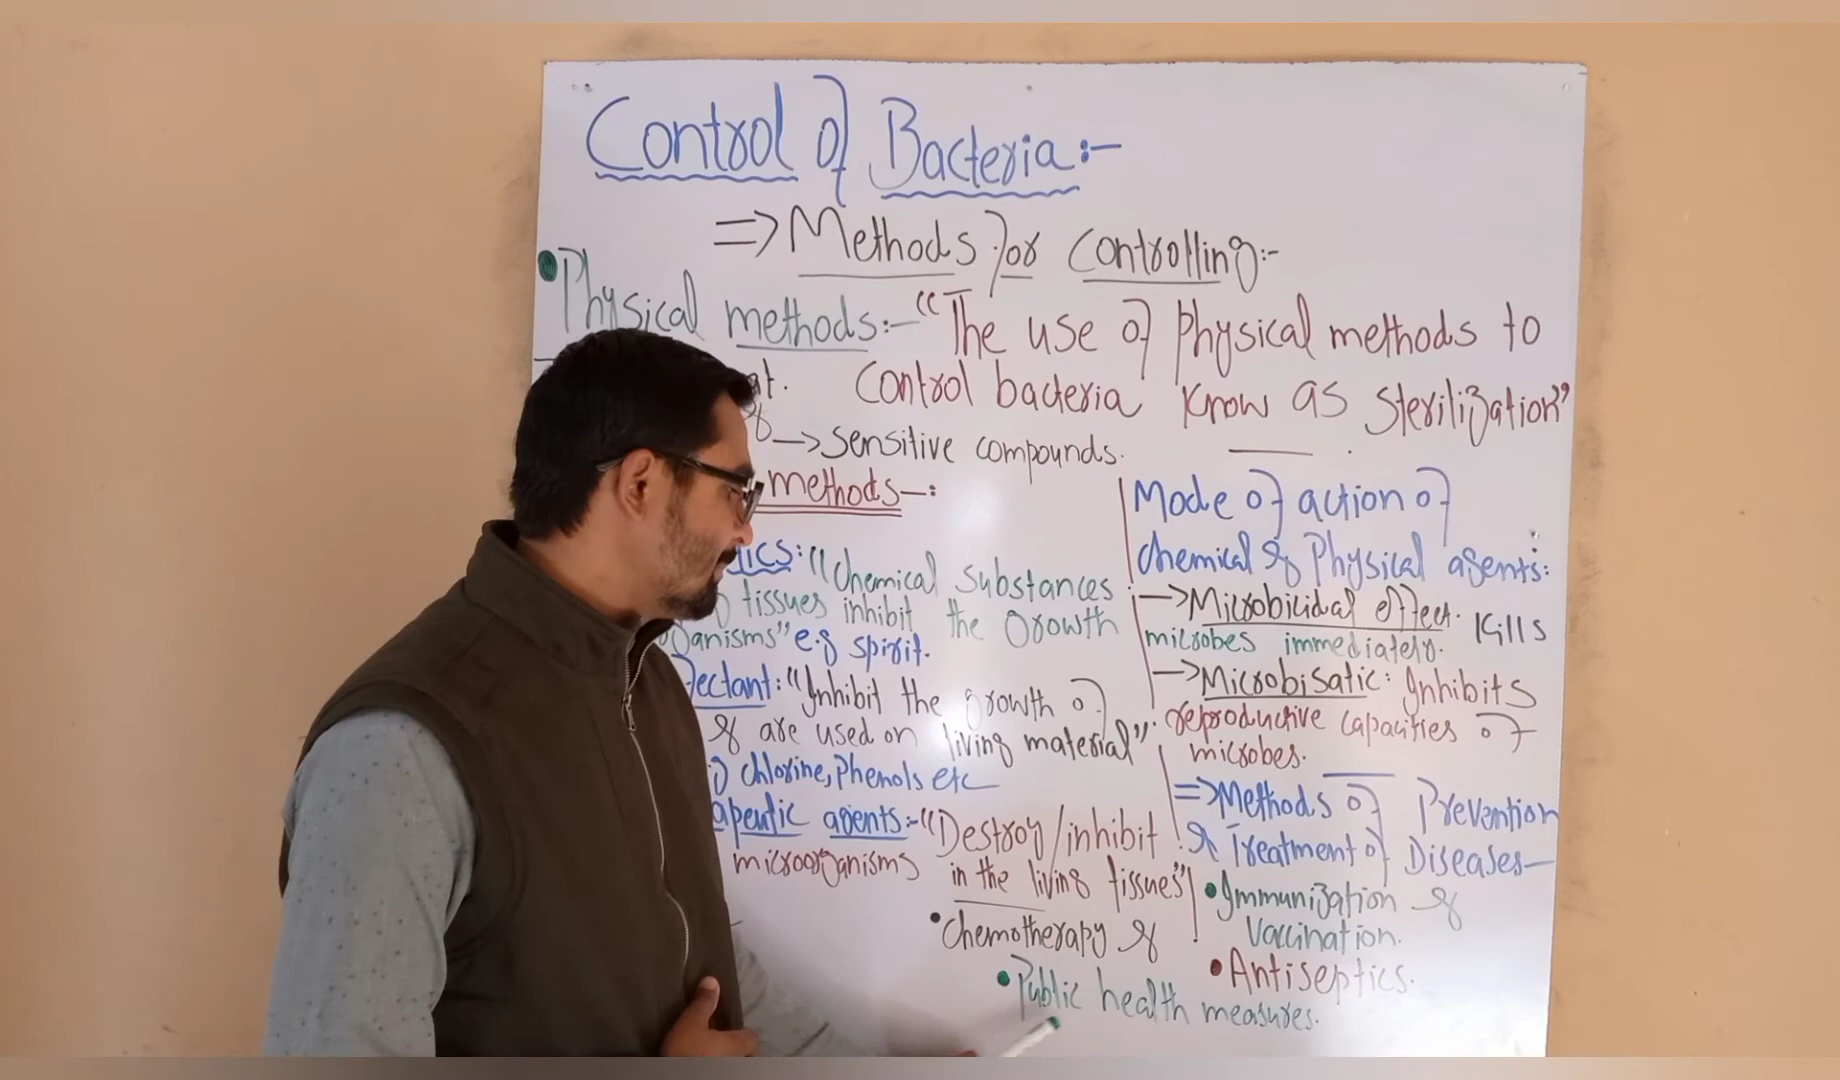 Control of Bacteria:-
=> Methods for controlling:-
• Physical methods:- "The use of physical methods to
Control bacteria know as sterilization"
& -> sensitive compounds.
methods-:
tics: "Chemical substances
tissues inhibit the Growth
ganisms" e.g spirit.
fectant: "Inhibit the growth of
& are used on living material"
chlorine, Phenols etc
apeutic agents:- "Destroy/inhibit
microorganisms in the living tissues"
• Chemotherapy &
• Public health measures.
Mode of action of
chemical & Physical agents:
-> Microbicidal effect. Kills
microbes immediately.
-> Microbisatic: Inhibits
reproductive capacities of
microbes.
=> Methods of Prevention
& Treatment of Diseases-
• Immunization &
Vaccination.
• Antiseptics.